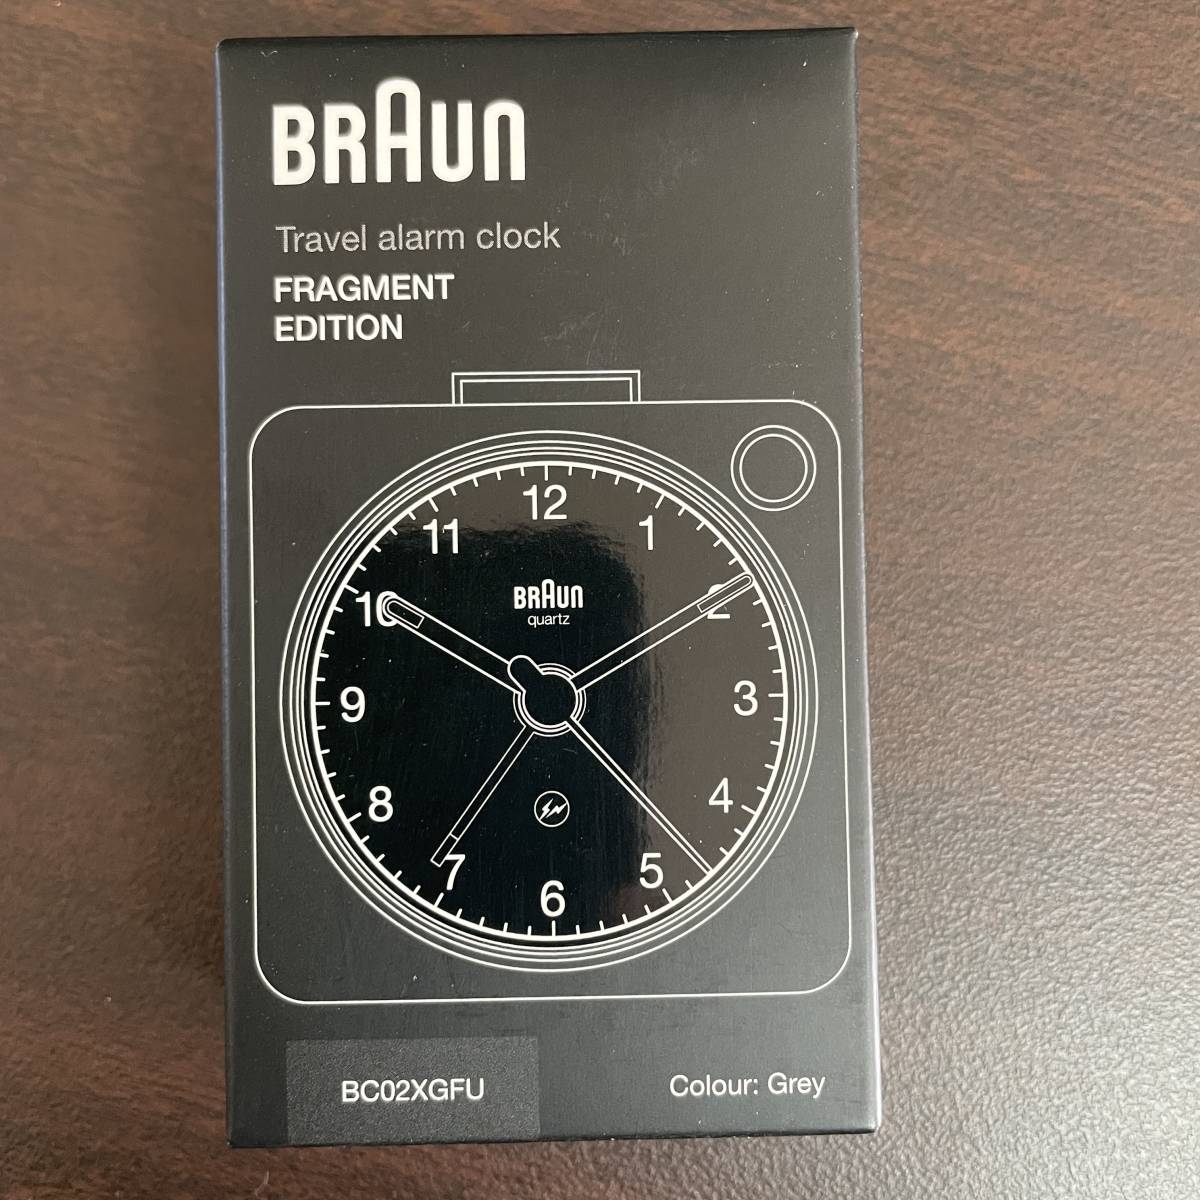 BRAUN
Travel alarm clock
FRAGMENT
EDITION
12
11
1
10
2
BRAUN
quartz
9
3
8
4
7
5
6
BC02XGFU
Colour: Grey